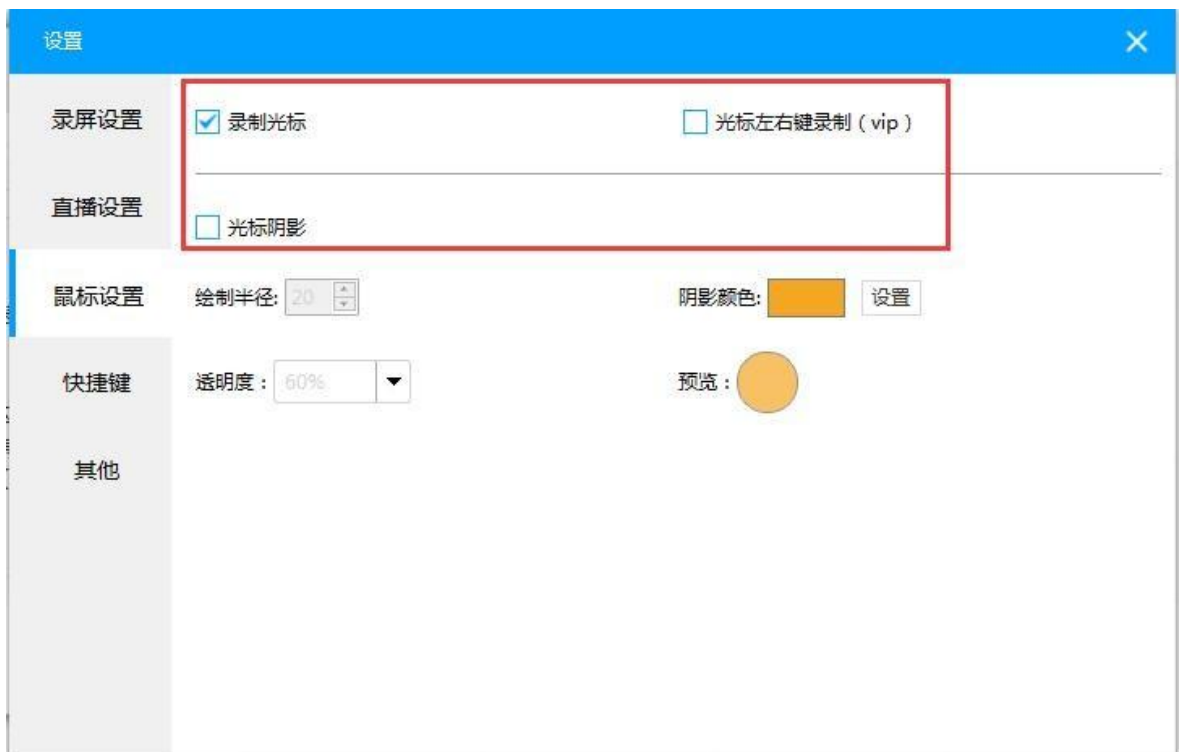 设置
录屏设置
录制光标 光标左右键录制（vip）
直播设置
光标阴影
鼠标设置 绘制半径: 20 阴影颜色: 设置
快捷键 透明度： 60% 预览：
其他